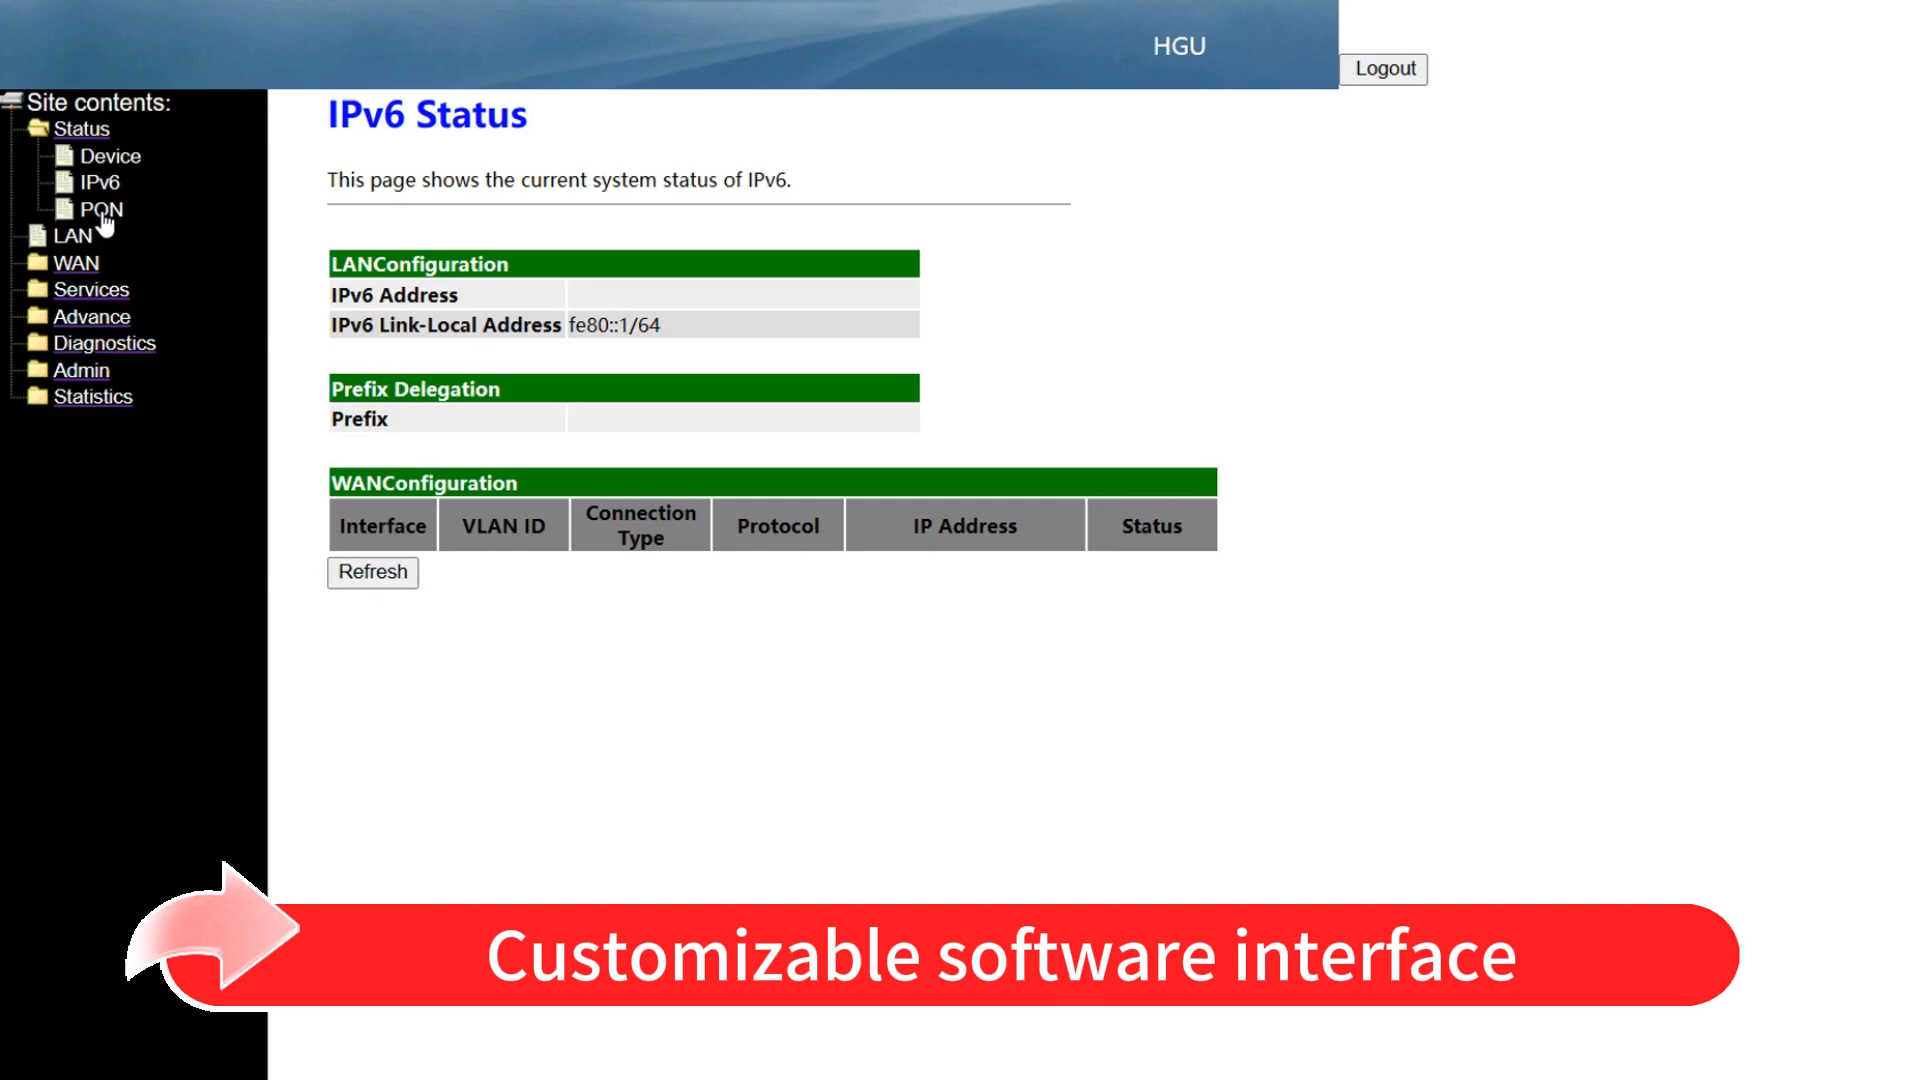 HGU
Logout
Site contents:
Status
Device
IPv6
PON
LAN
WAN
Services
Advance
Diagnostics
Admin
Statistics
IPv6 Status
This page shows the current system status of IPv6.
LANConfiguration
IPv6 Address
IPv6 Link-Local Address fe80::1/64
Prefix Delegation
Prefix
WANConfiguration
Interface VLAN ID Connection Type Protocol IP Address Status
Refresh
Customizable software interface